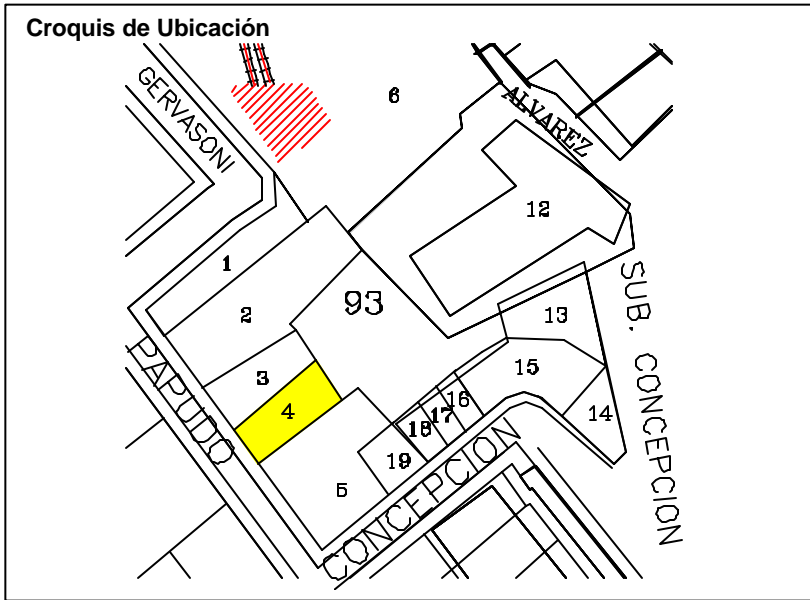 Croquis de Ubicación
GERVASONI
6
ALVAREZ
12
1
2
93
SUB. CONCEPCION
13
PAPUDO
3
15
4
16
14
17
18
19
5
CONCEPCION